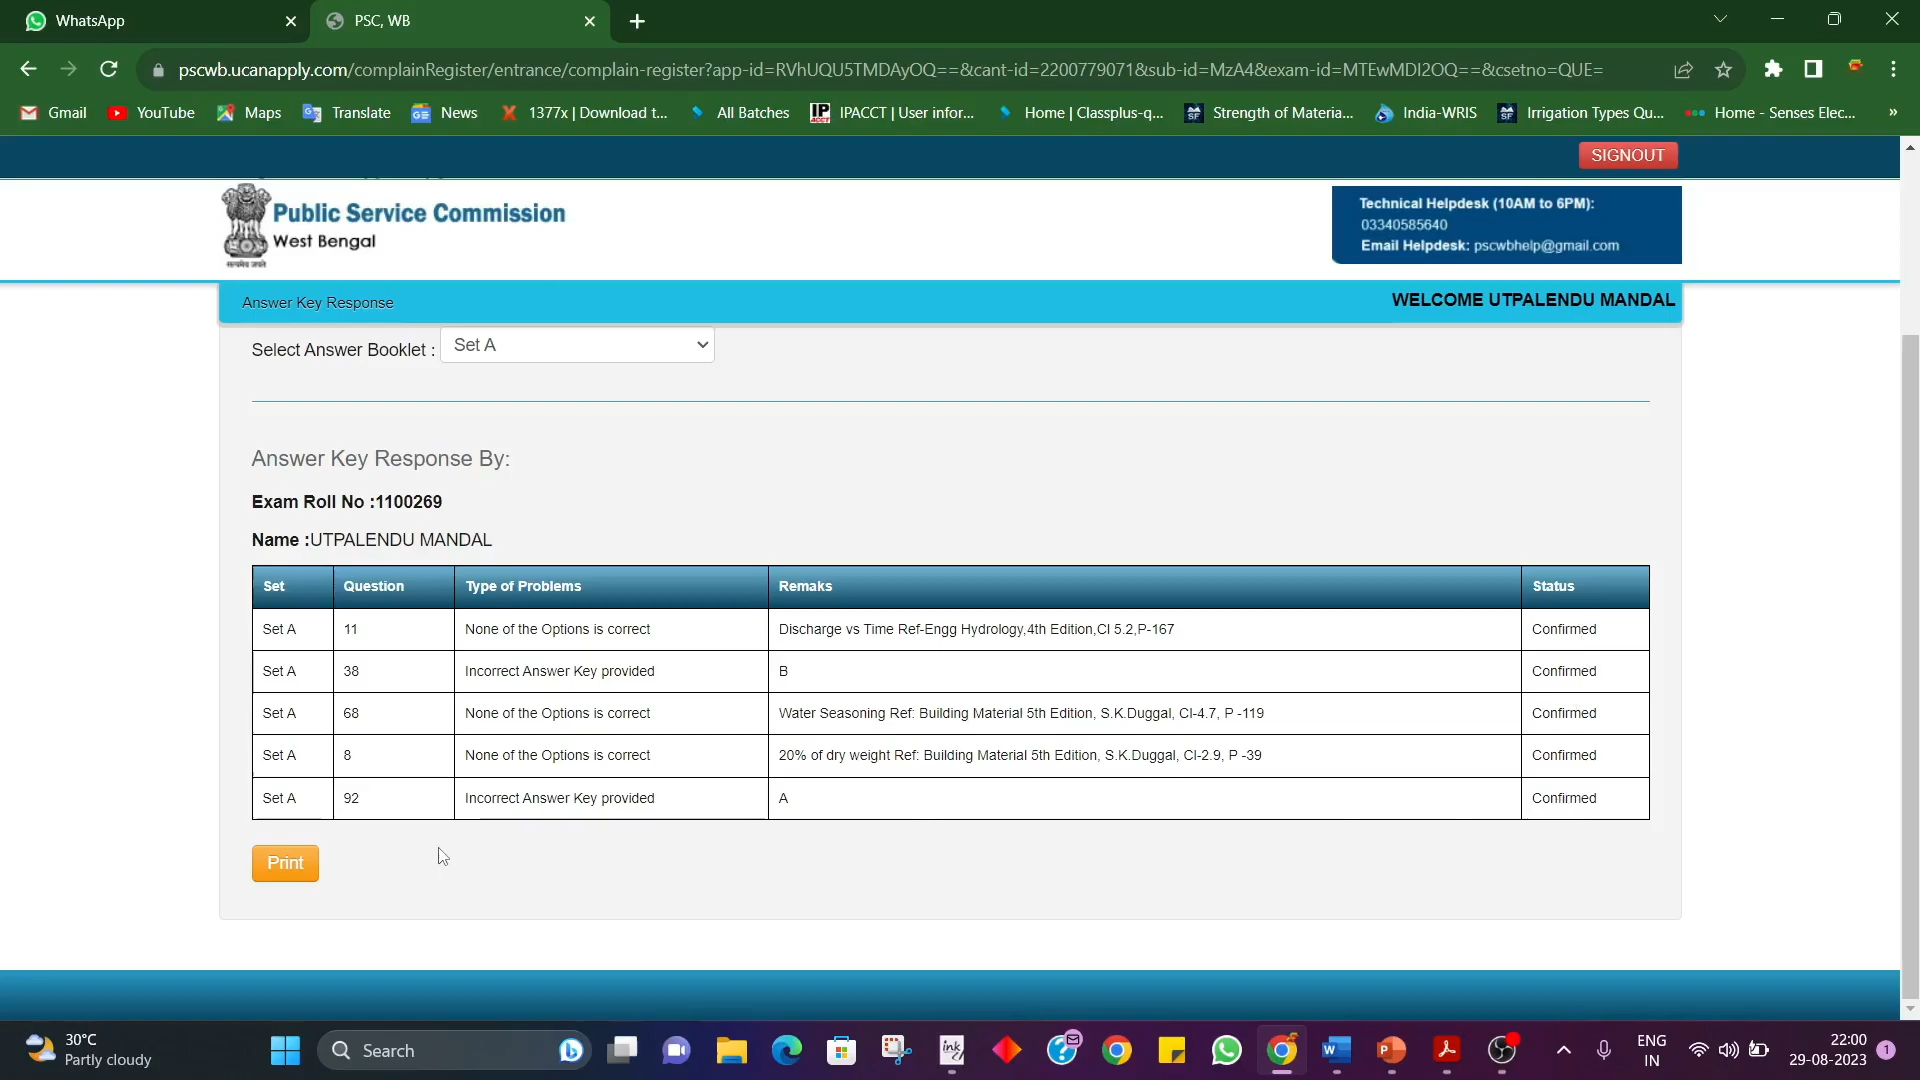 WhatsApp
PSC, WB
pscwb.ucanapply.com/complainRegister/entrance/complain-register?app-id=RVhUQU5TMDAyOQ==&cant-id=2200779071&sub-id=MzA4&exam-id=MTEwMDI2OQ==&csetno=QUE=
Gmail YouTube Maps Translate News 1377x | Download t... All Batches IPACCT | User infor... Home | Classplus-q... Strength of Materia... India-WRIS Irrigation Types Qu... Home - Senses Elec... »
SIGNOUT
Public Service Commission
West Bengal
सत्यमेव जयते
Technical Helpdesk (10AM to 6PM):
03340585640
Email Helpdesk: pscwbhelp@gmail.com
Answer Key Response WELCOME UTPALENDU MANDAL
Select Answer Booklet : Set A
Answer Key Response By:
Exam Roll No :1100269
Name :UTPALENDU MANDAL
Set Question Type of Problems Remaks Status
Set A 11 None of the Options is correct Discharge vs Time Ref-Engg Hydrology,4th Edition,Cl 5.2,P-167 Confirmed
Set A 38 Incorrect Answer Key provided B Confirmed
Set A 68 None of the Options is correct Water Seasoning Ref: Building Material 5th Edition, S.K.Duggal, Cl-4.7, P -119 Confirmed
Set A 8 None of the Options is correct 20% of dry weight Ref: Building Material 5th Edition, S.K.Duggal, Cl-2.9, P -39 Confirmed
Set A 92 Incorrect Answer Key provided A Confirmed
Print
30°C
Partly cloudy
Search
ENG
IN
22:00
29-08-2023
1